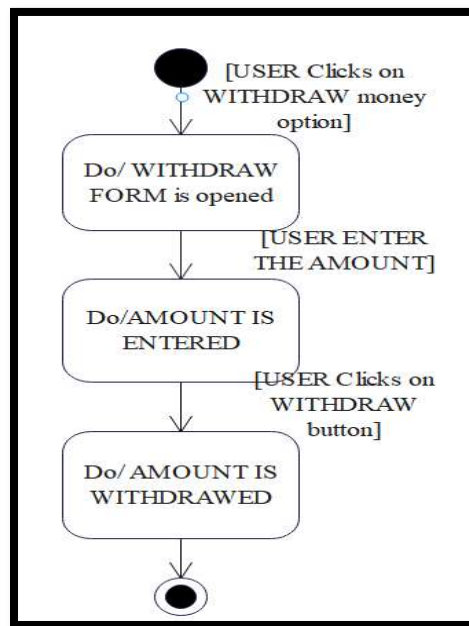 [USER Clicks on
WITHDRAW money
option]
Do/ WITHDRAW
FORM is opened
[USER ENTER
THE AMOUNT]
Do/AMOUNT IS
ENTERED
[USER Clicks on
WITHDRAW
button]
Do/ AMOUNT IS
WITHDRAWED